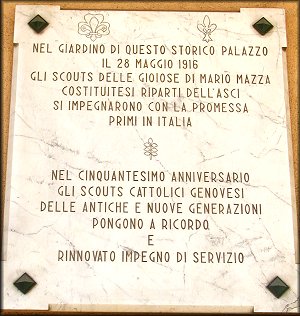 NEL GIARDINO DI QUESTO STORICO PALAZZO
IL 28 MAGGIO 1916
GLI SCOUTS DELLE GIOIOSE DI MARIO MAZZA
COSTITUITESI RIPARTI DELL'ASCI
SI IMPEGNARONO CON LA PROMESSA
PRIMI IN ITALIA
NEL CINQUANTESIMO ANNIVERSARIO
GLI SCOUTS CATTOLICI GENOVESI
DELLE ANTICHE E NUOVE GENERAZIONI
PONGONO A RICORDO
E
RINNOVATO IMPEGNO DI SERVIZIO